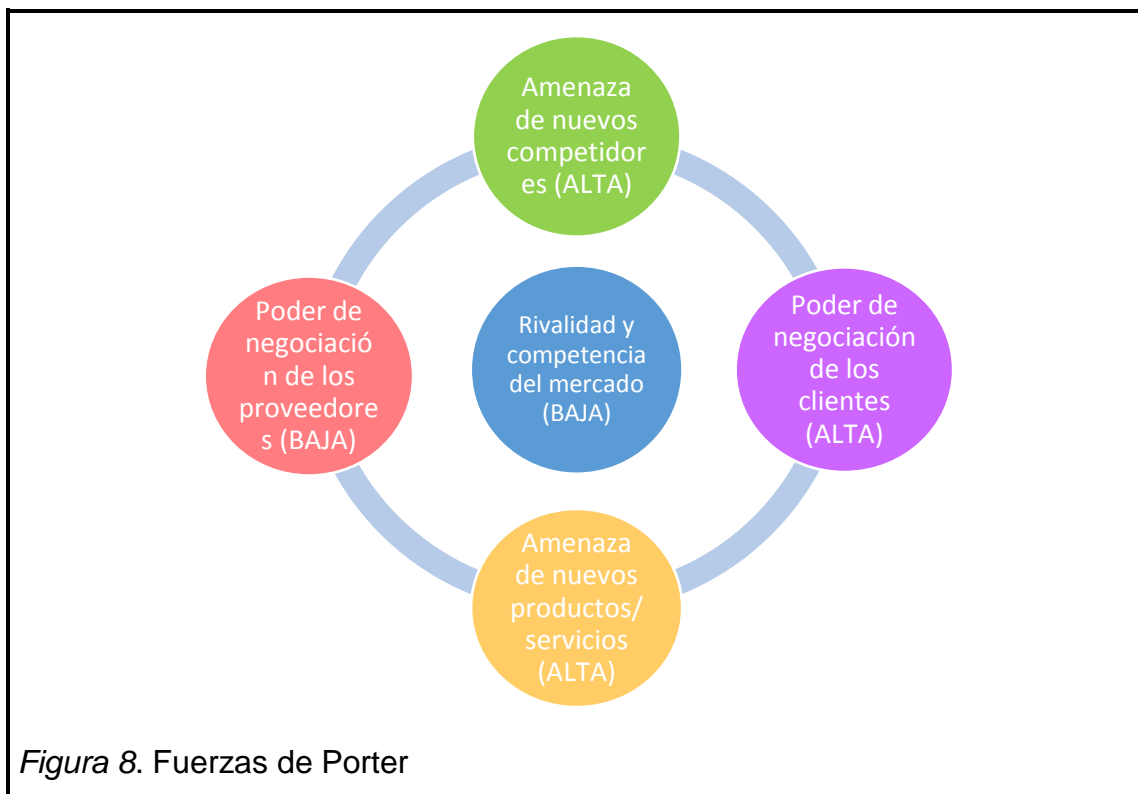 Amenaza
de nuevos
competidor
es (ALTA)
Poder de
negociació
n de los
proveedore
s (BAJA)
Rivalidad y
competencia
del mercado
(BAJA)
Poder de
negociación
de los
clientes
(ALTA)
Amenaza
de nuevos
productos/
servicios
(ALTA)
Figura 8. Fuerzas de Porter